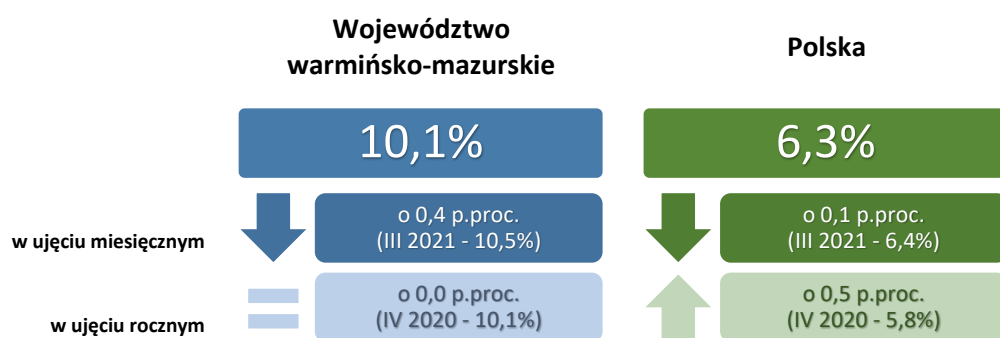 Województwo
warmińsko-mazurskie
Polska
10,1%
6,3%
w ujęciu miesięcznym
o 0,4 p.proc.
(III 2021 - 10,5%)
o 0,1 p.proc.
(III 2021 - 6,4%)
w ujęciu rocznym
o 0,0 p.proc.
(IV 2020 - 10,1%)
o 0,5 p.proc.
(IV 2020 - 5,8%)